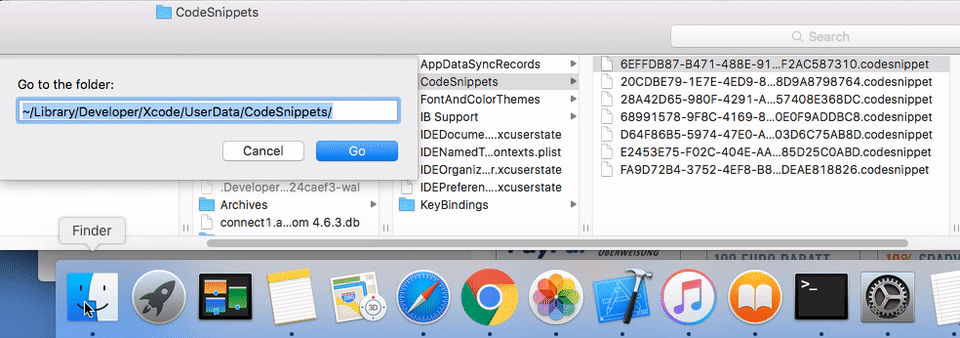 CodeSnippets
Search
Go to the folder:
~/Library/Developer/Xcode/UserData/CodeSnippets/
Cancel
Go
.Developer...24caef3-wal
Archives
connect1.a...om 4.6.3.db
AppDataSyncRecords
CodeSnippets
FontAndColorThemes
IB Support
IDEDocume....xcuserstate
IDENamedT...ontexts.plist
IDEOrganiz...r.xcuserstate
IDEPreferen....xcuserstate
KeyBindings
6EFFDB87-B471-488E-91...F2AC587310.codesnippet
20CDBE79-1E7E-4ED9-8...8D9A8798764.codesnippet
28A42D65-980F-4291-A...57408E368DC.codesnippet
68991578-9F8C-4169-8...0E0F9ADDBC8.codesnippet
D64F86B5-5974-47E0-A...03D6C75AB8D.codesnippet
E2453E75-F02C-404E-AA...85D25C0ABD.codesnippet
FA9D72B4-3752-4EF8-B8...DEAE818826.codesnippet
Finder
ÜBERWEISUNG
100 EURO RABATT
280
3D
>_